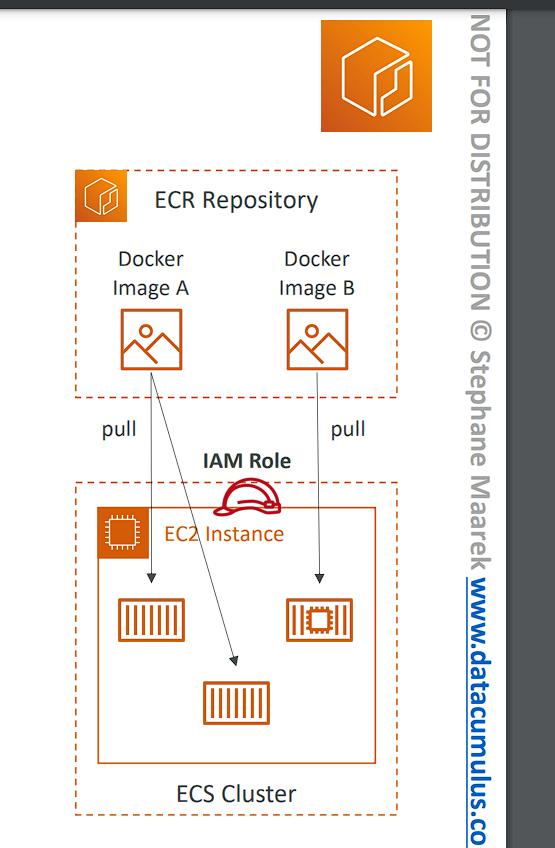 ECR Repository
Docker
Image A
Docker
Image B
pull
pull
IAM Role
EC2 Instance
ECS Cluster
NOT FOR DISTRIBUTION © Stephane Maarek www.datacumulus.co